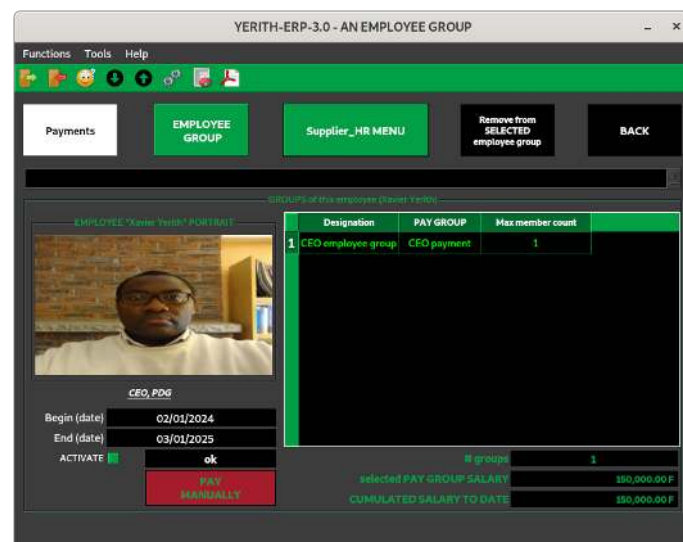 YERITH-ERP-3.0 - AN EMPLOYEE GROUP
Functions Tools Help
Payments
EMPLOYEE
GROUP
Supplier_HR MENU
Remove from
SELECTED
employee group
BACK
GROUPS of this employee (Xavier Yerith)
EMPLOYEE "Xavier Yerith" PORTRAIT
Designation PAY GROUP Max member count
1 CEO employee group CEO payment 1
CEO, PDG
Begin (date) 02/01/2024
End (date) 03/01/2025
ACTIVATE ok
PAY
MANUALLY
# groups 1
selected PAY GROUP SALARY 150,000.00 F
CUMULATED SALARY TO DATE 150,000.00 F